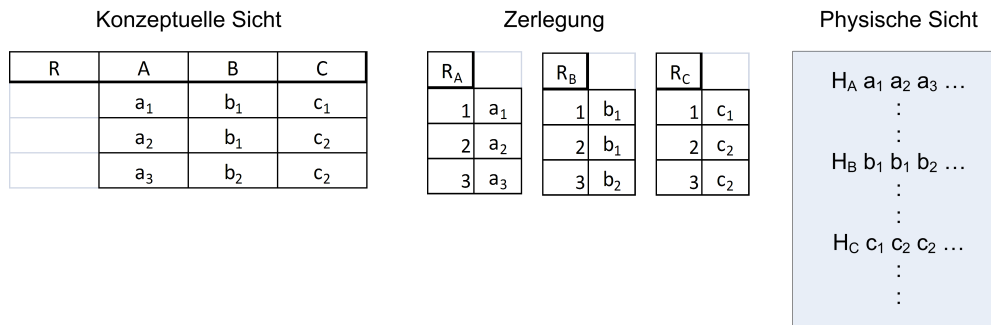 Konzeptuelle Sicht
R A B C
a1 b1 c1
a2 b1 c2
a3 b2 c2
Zerlegung
RA
1 a1
2 a2
3 a3
RB
1 b1
2 b1
3 b2
RC
1 c1
2 c2
3 c2
Physische Sicht
HA a1 a2 a3 ...
:
:
HB b1 b1 b2 ...
:
:
HC c1 c2 c2 ...
:
: